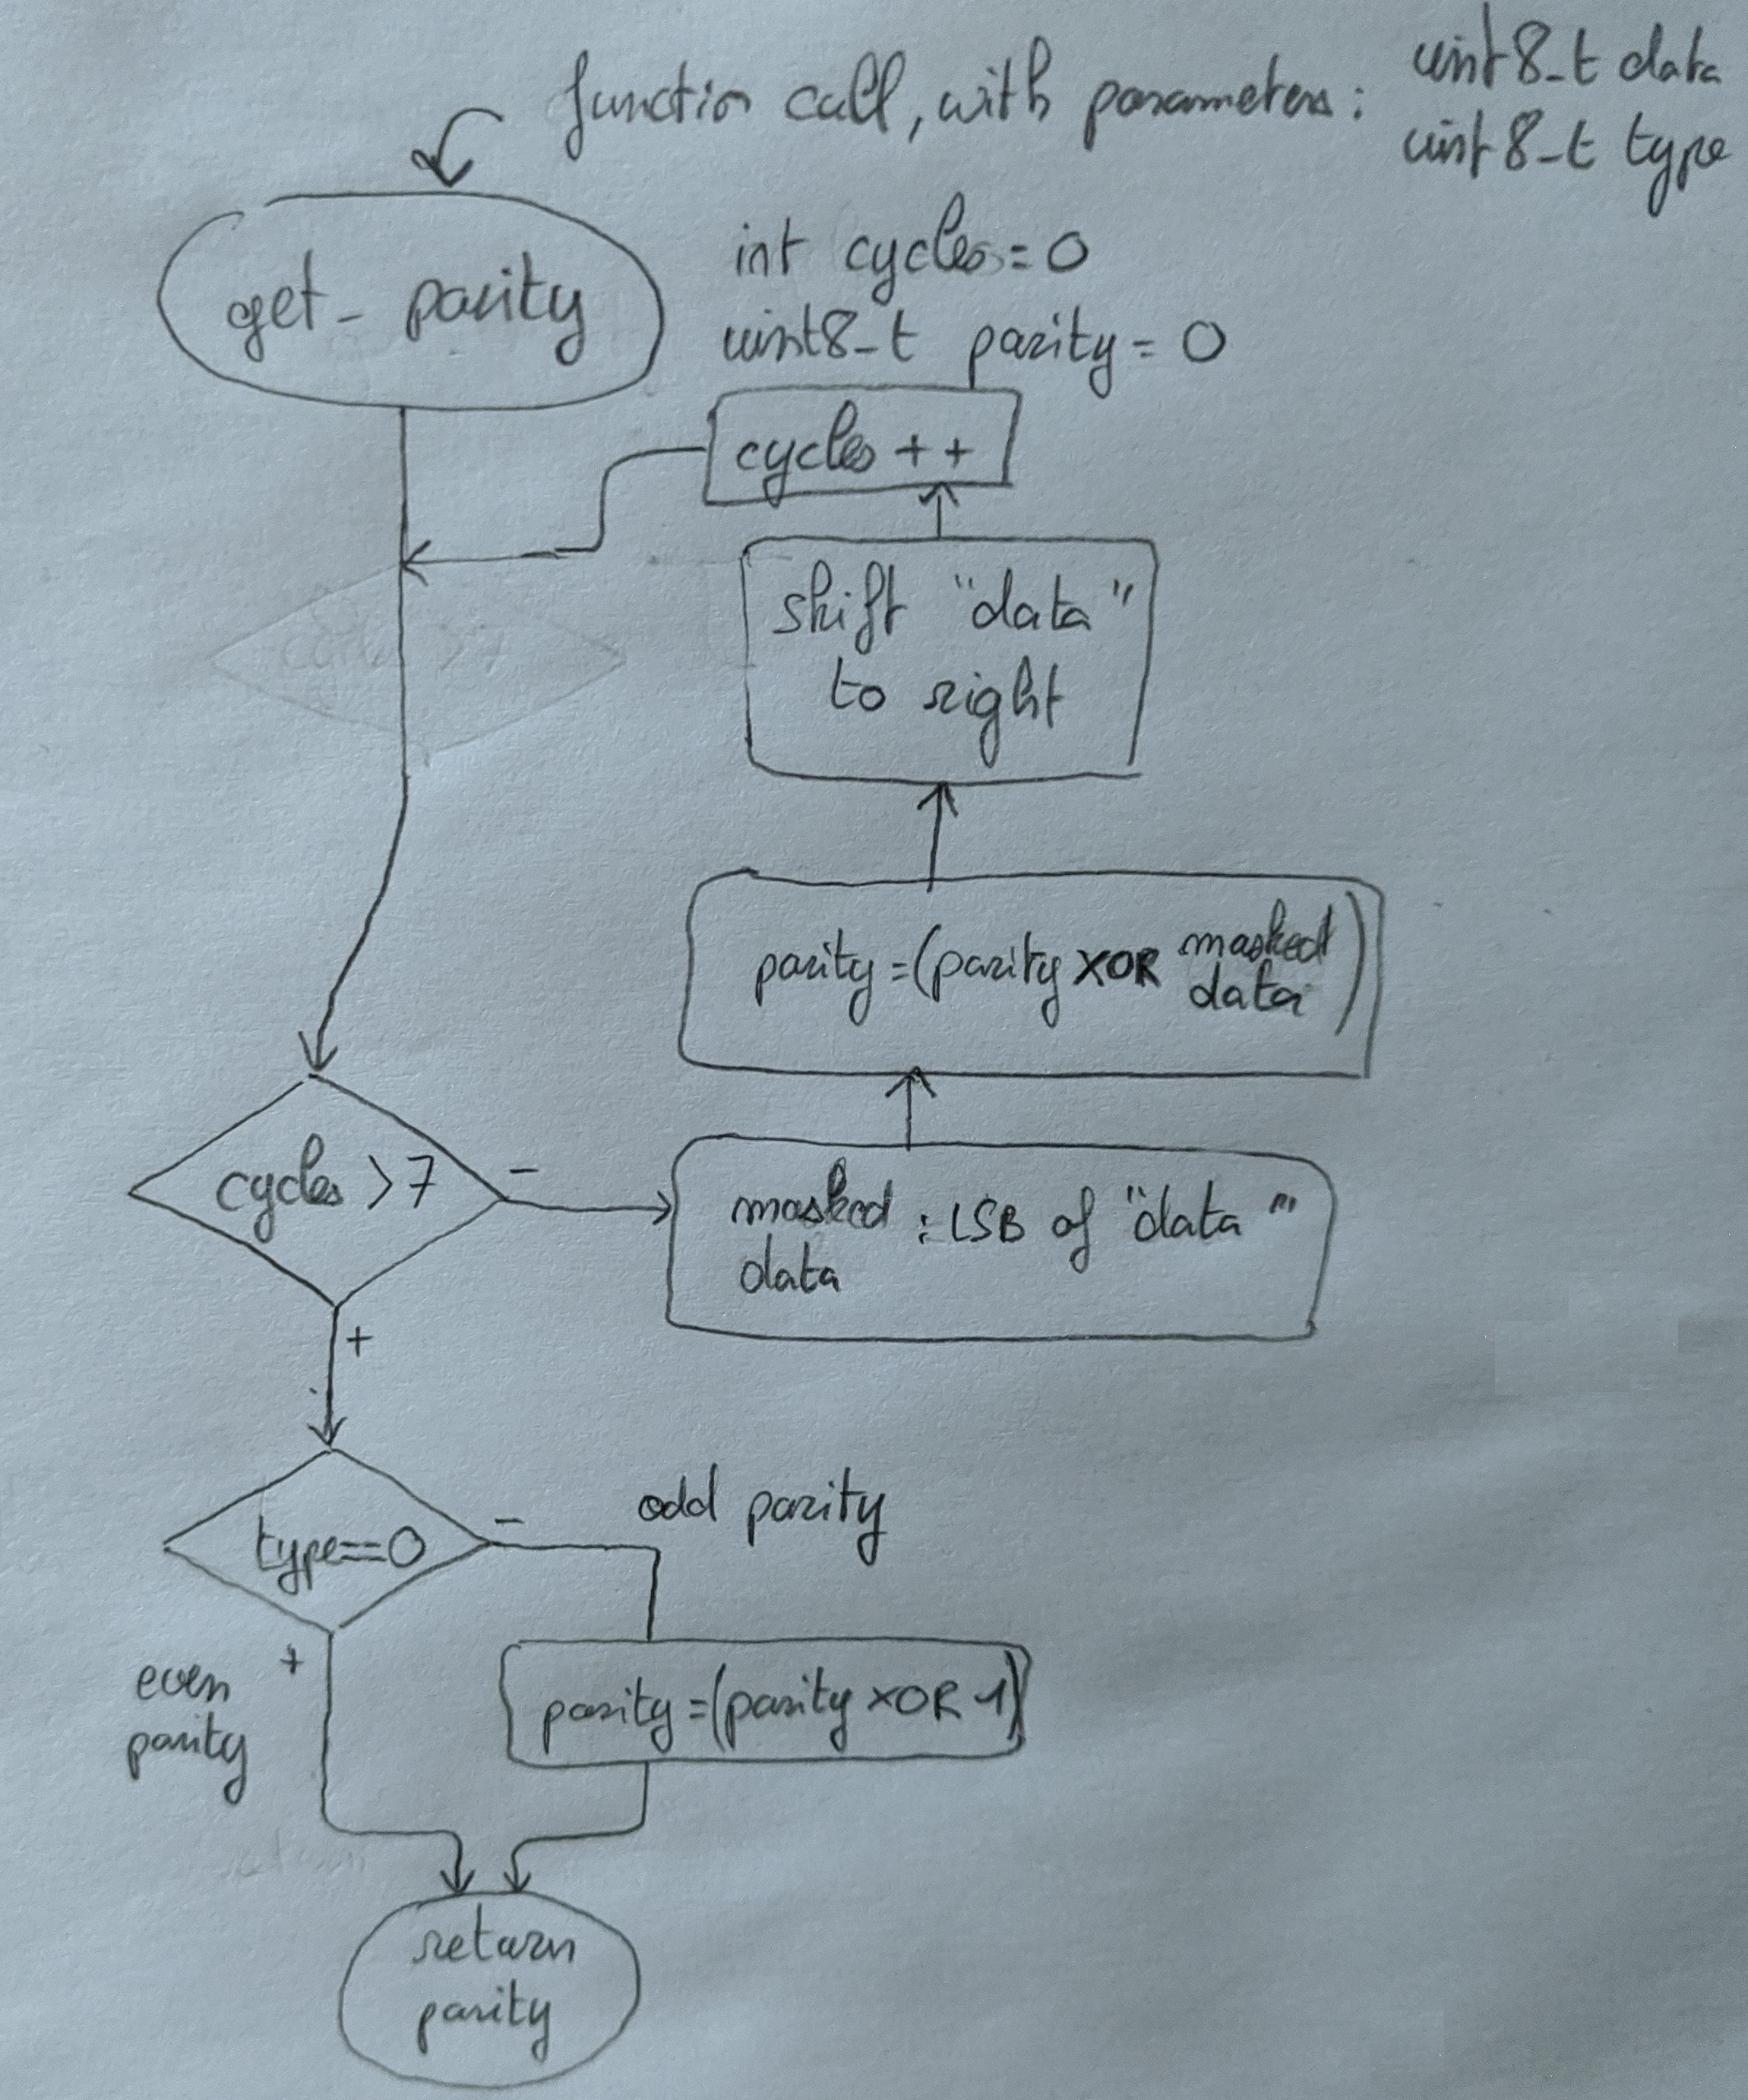 function call, with parameters: uint8_t data
uint8_t type
get_parity
int cycles = 0
uint8_t parity = 0
cycles ++
shift "data"
to right
parity = (parity XOR masked
data)
cycles > 7
-
masked : LSB of "data"
data
+
type==0
-
odd parity
+
even
parity
parity = (parity XOR 1)
return
parity